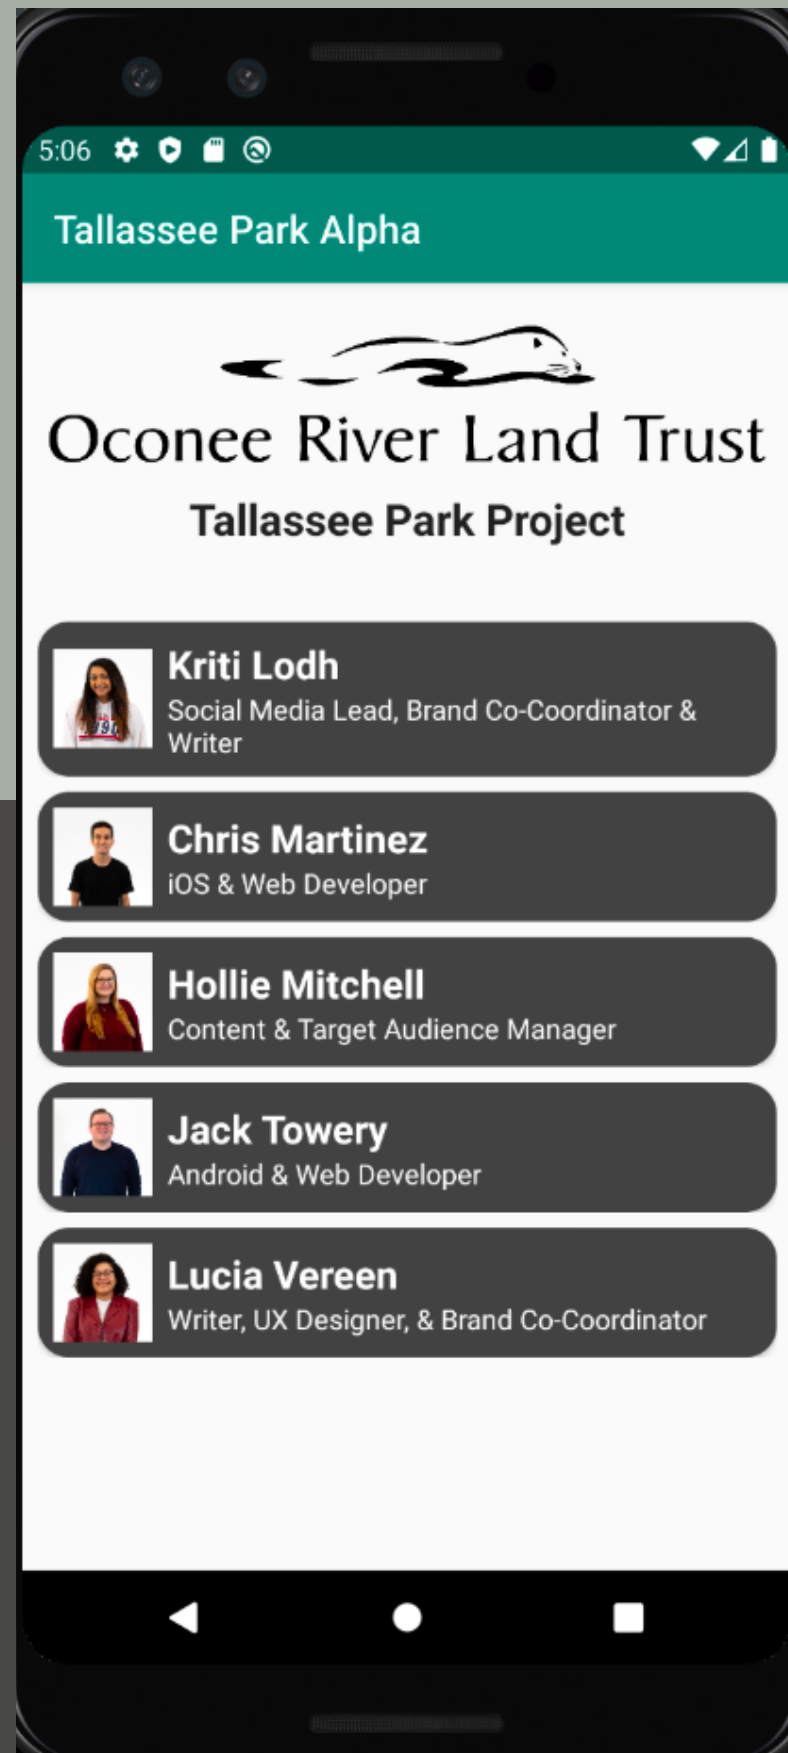 5:06
Tallassee Park Alpha
Oconee River Land Trust
Tallassee Park Project
Kriti Lodh
Social Media Lead, Brand Co-Coordinator &
Writer
Chris Martinez
iOS & Web Developer
Hollie Mitchell
Content & Target Audience Manager
Jack Towery
Android & Web Developer
Lucia Vereen
Writer, UX Designer, & Brand Co-Coordinator